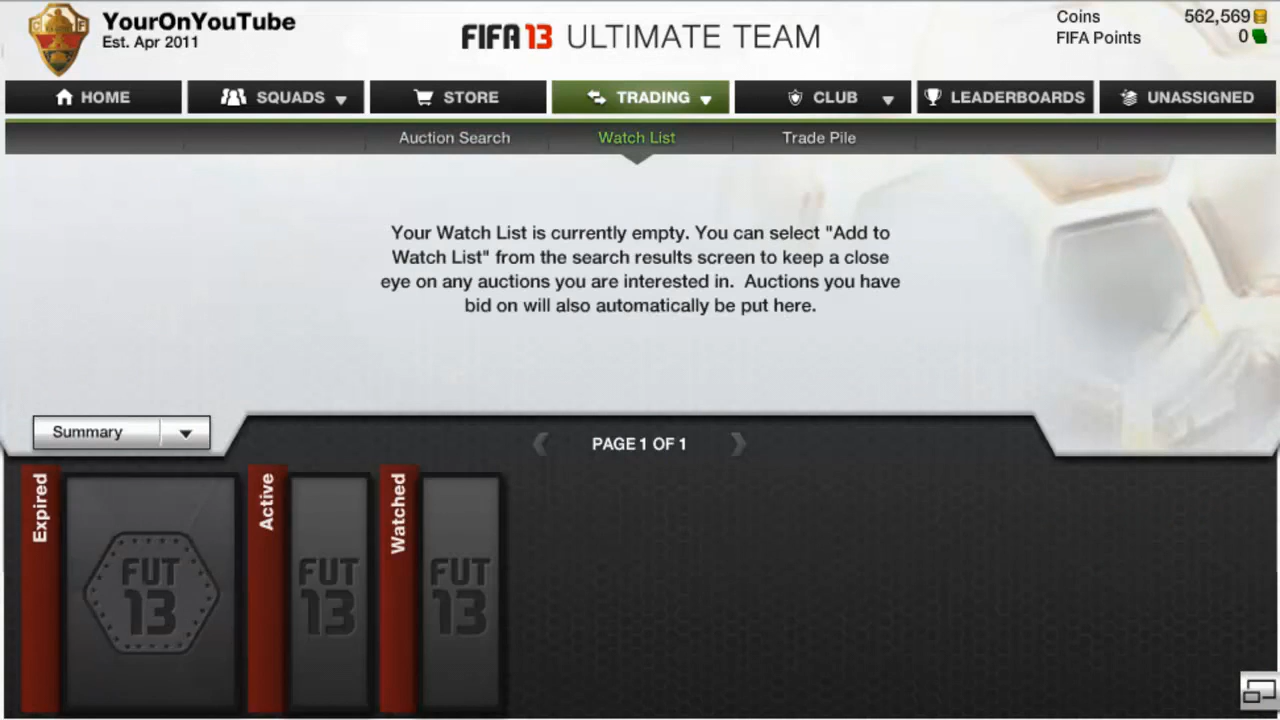 YourOnYouTube
Est. Apr 2011
FIFA 13 ULTIMATE TEAM
Coins 562,569
FIFA Points 0
HOME SQUADS STORE TRADING CLUB LEADERBOARDS UNASSIGNED
Auction Search Watch List Trade Pile
Your Watch List is currently empty. You can select "Add to
Watch List" from the search results screen to keep a close
eye on any auctions you are interested in. Auctions you have
bid on will also automatically be put here.
Summary
PAGE 1 OF 1
Expired
FUT
13
Active
FUT
13
Watched
FUT
13